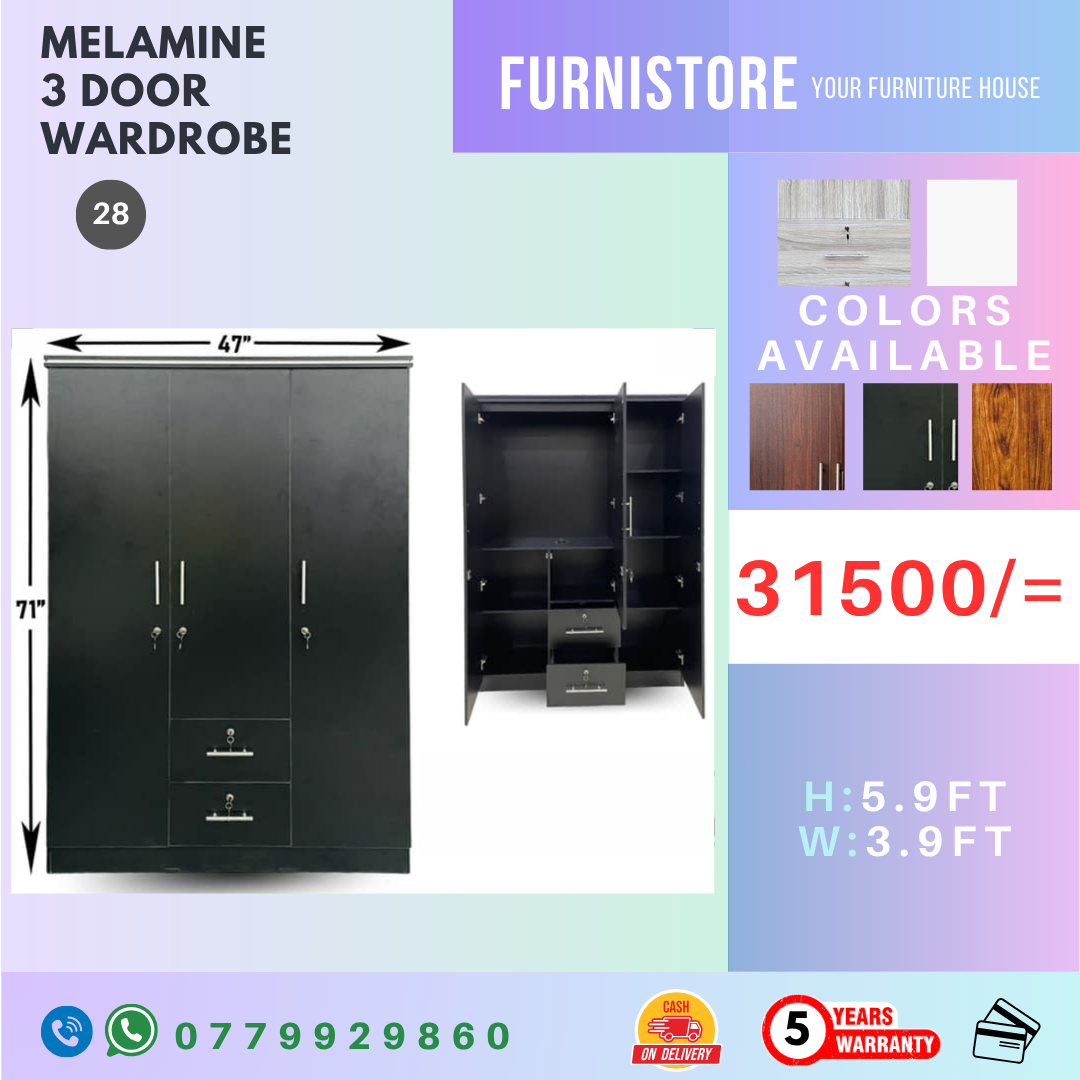 MELAMINE
3 DOOR
WARDROBE
28
FURNISTORE YOUR FURNITURE HOUSE
COLORS
AVAILABLE
47”
71”
31500/=
H:5.9FT
W:3.9FT
0779929860
CASH
ON DELIVERY
5 YEARS
WARRANTY